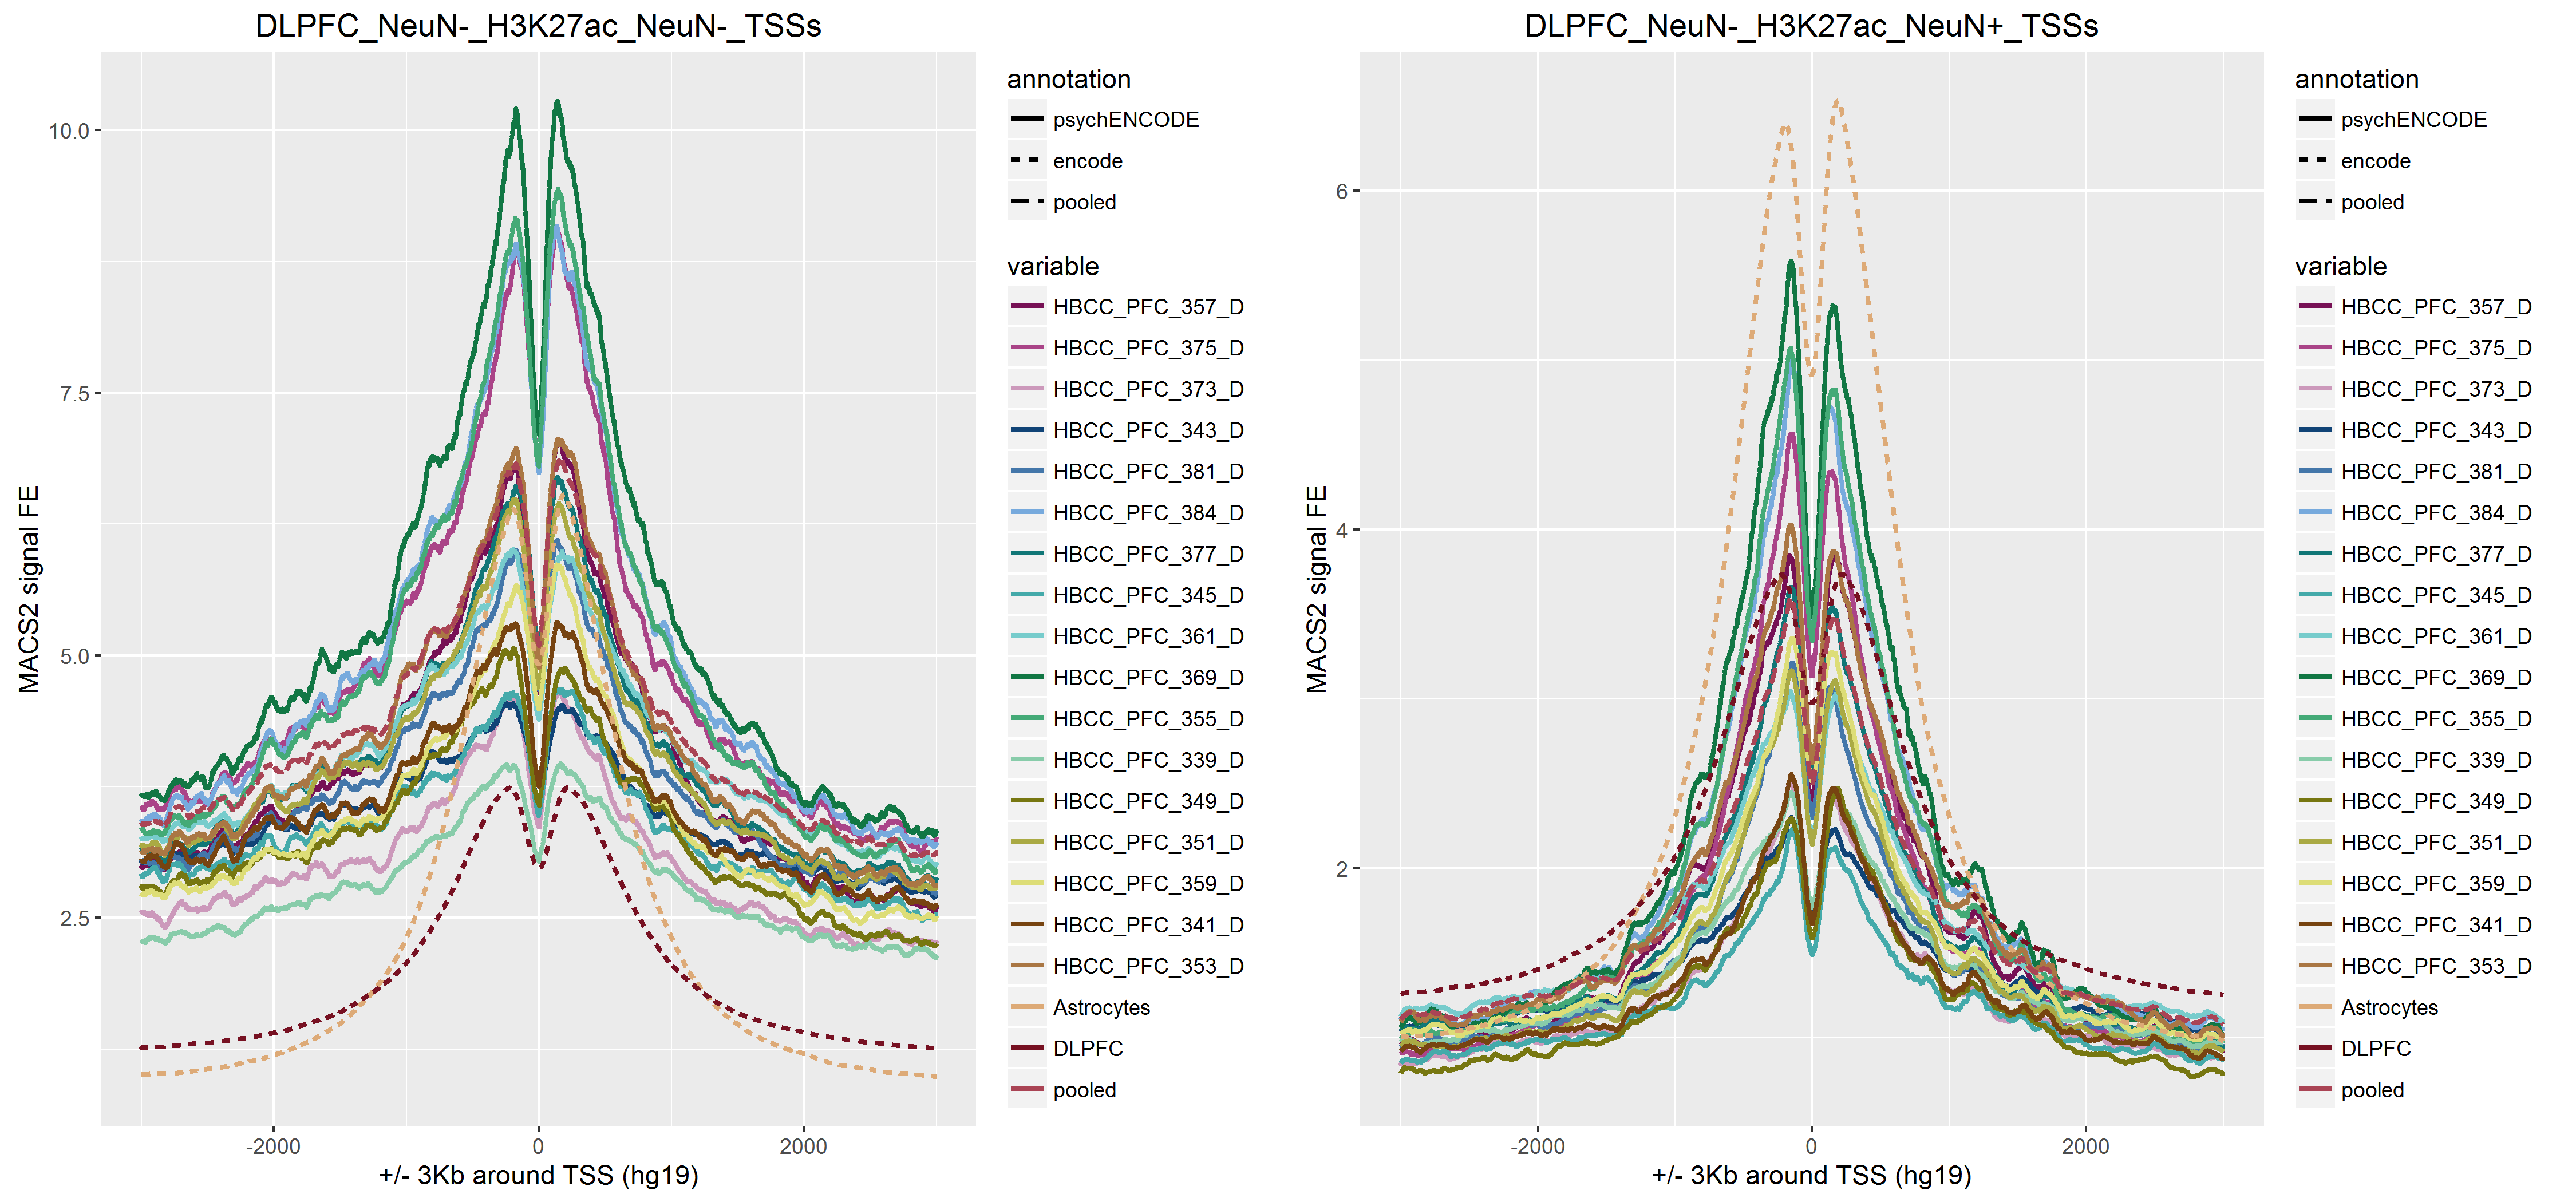 DLPFC_NeuN-_H3K27ac_NeuN-_TSSs
MACS2 signal FE
10.0
7.5
5.0
2.5
-2000
0
2000
+/- 3Kb around TSS (hg19)
annotation
psychENCODE
encode
pooled
variable
HBCC_PFC_357_D
HBCC_PFC_375_D
HBCC_PFC_373_D
HBCC_PFC_343_D
HBCC_PFC_381_D
HBCC_PFC_384_D
HBCC_PFC_377_D
HBCC_PFC_345_D
HBCC_PFC_361_D
HBCC_PFC_369_D
HBCC_PFC_355_D
HBCC_PFC_339_D
HBCC_PFC_349_D
HBCC_PFC_351_D
HBCC_PFC_359_D
HBCC_PFC_341_D
HBCC_PFC_353_D
Astrocytes
DLPFC
pooled
DLPFC_NeuN-_H3K27ac_NeuN+_TSSs
MACS2 signal FE
6
4
2
-2000
0
2000
+/- 3Kb around TSS (hg19)
annotation
psychENCODE
encode
pooled
variable
HBCC_PFC_357_D
HBCC_PFC_375_D
HBCC_PFC_373_D
HBCC_PFC_343_D
HBCC_PFC_381_D
HBCC_PFC_384_D
HBCC_PFC_377_D
HBCC_PFC_345_D
HBCC_PFC_361_D
HBCC_PFC_369_D
HBCC_PFC_355_D
HBCC_PFC_339_D
HBCC_PFC_349_D
HBCC_PFC_351_D
HBCC_PFC_359_D
HBCC_PFC_341_D
HBCC_PFC_353_D
Astrocytes
DLPFC
pooled